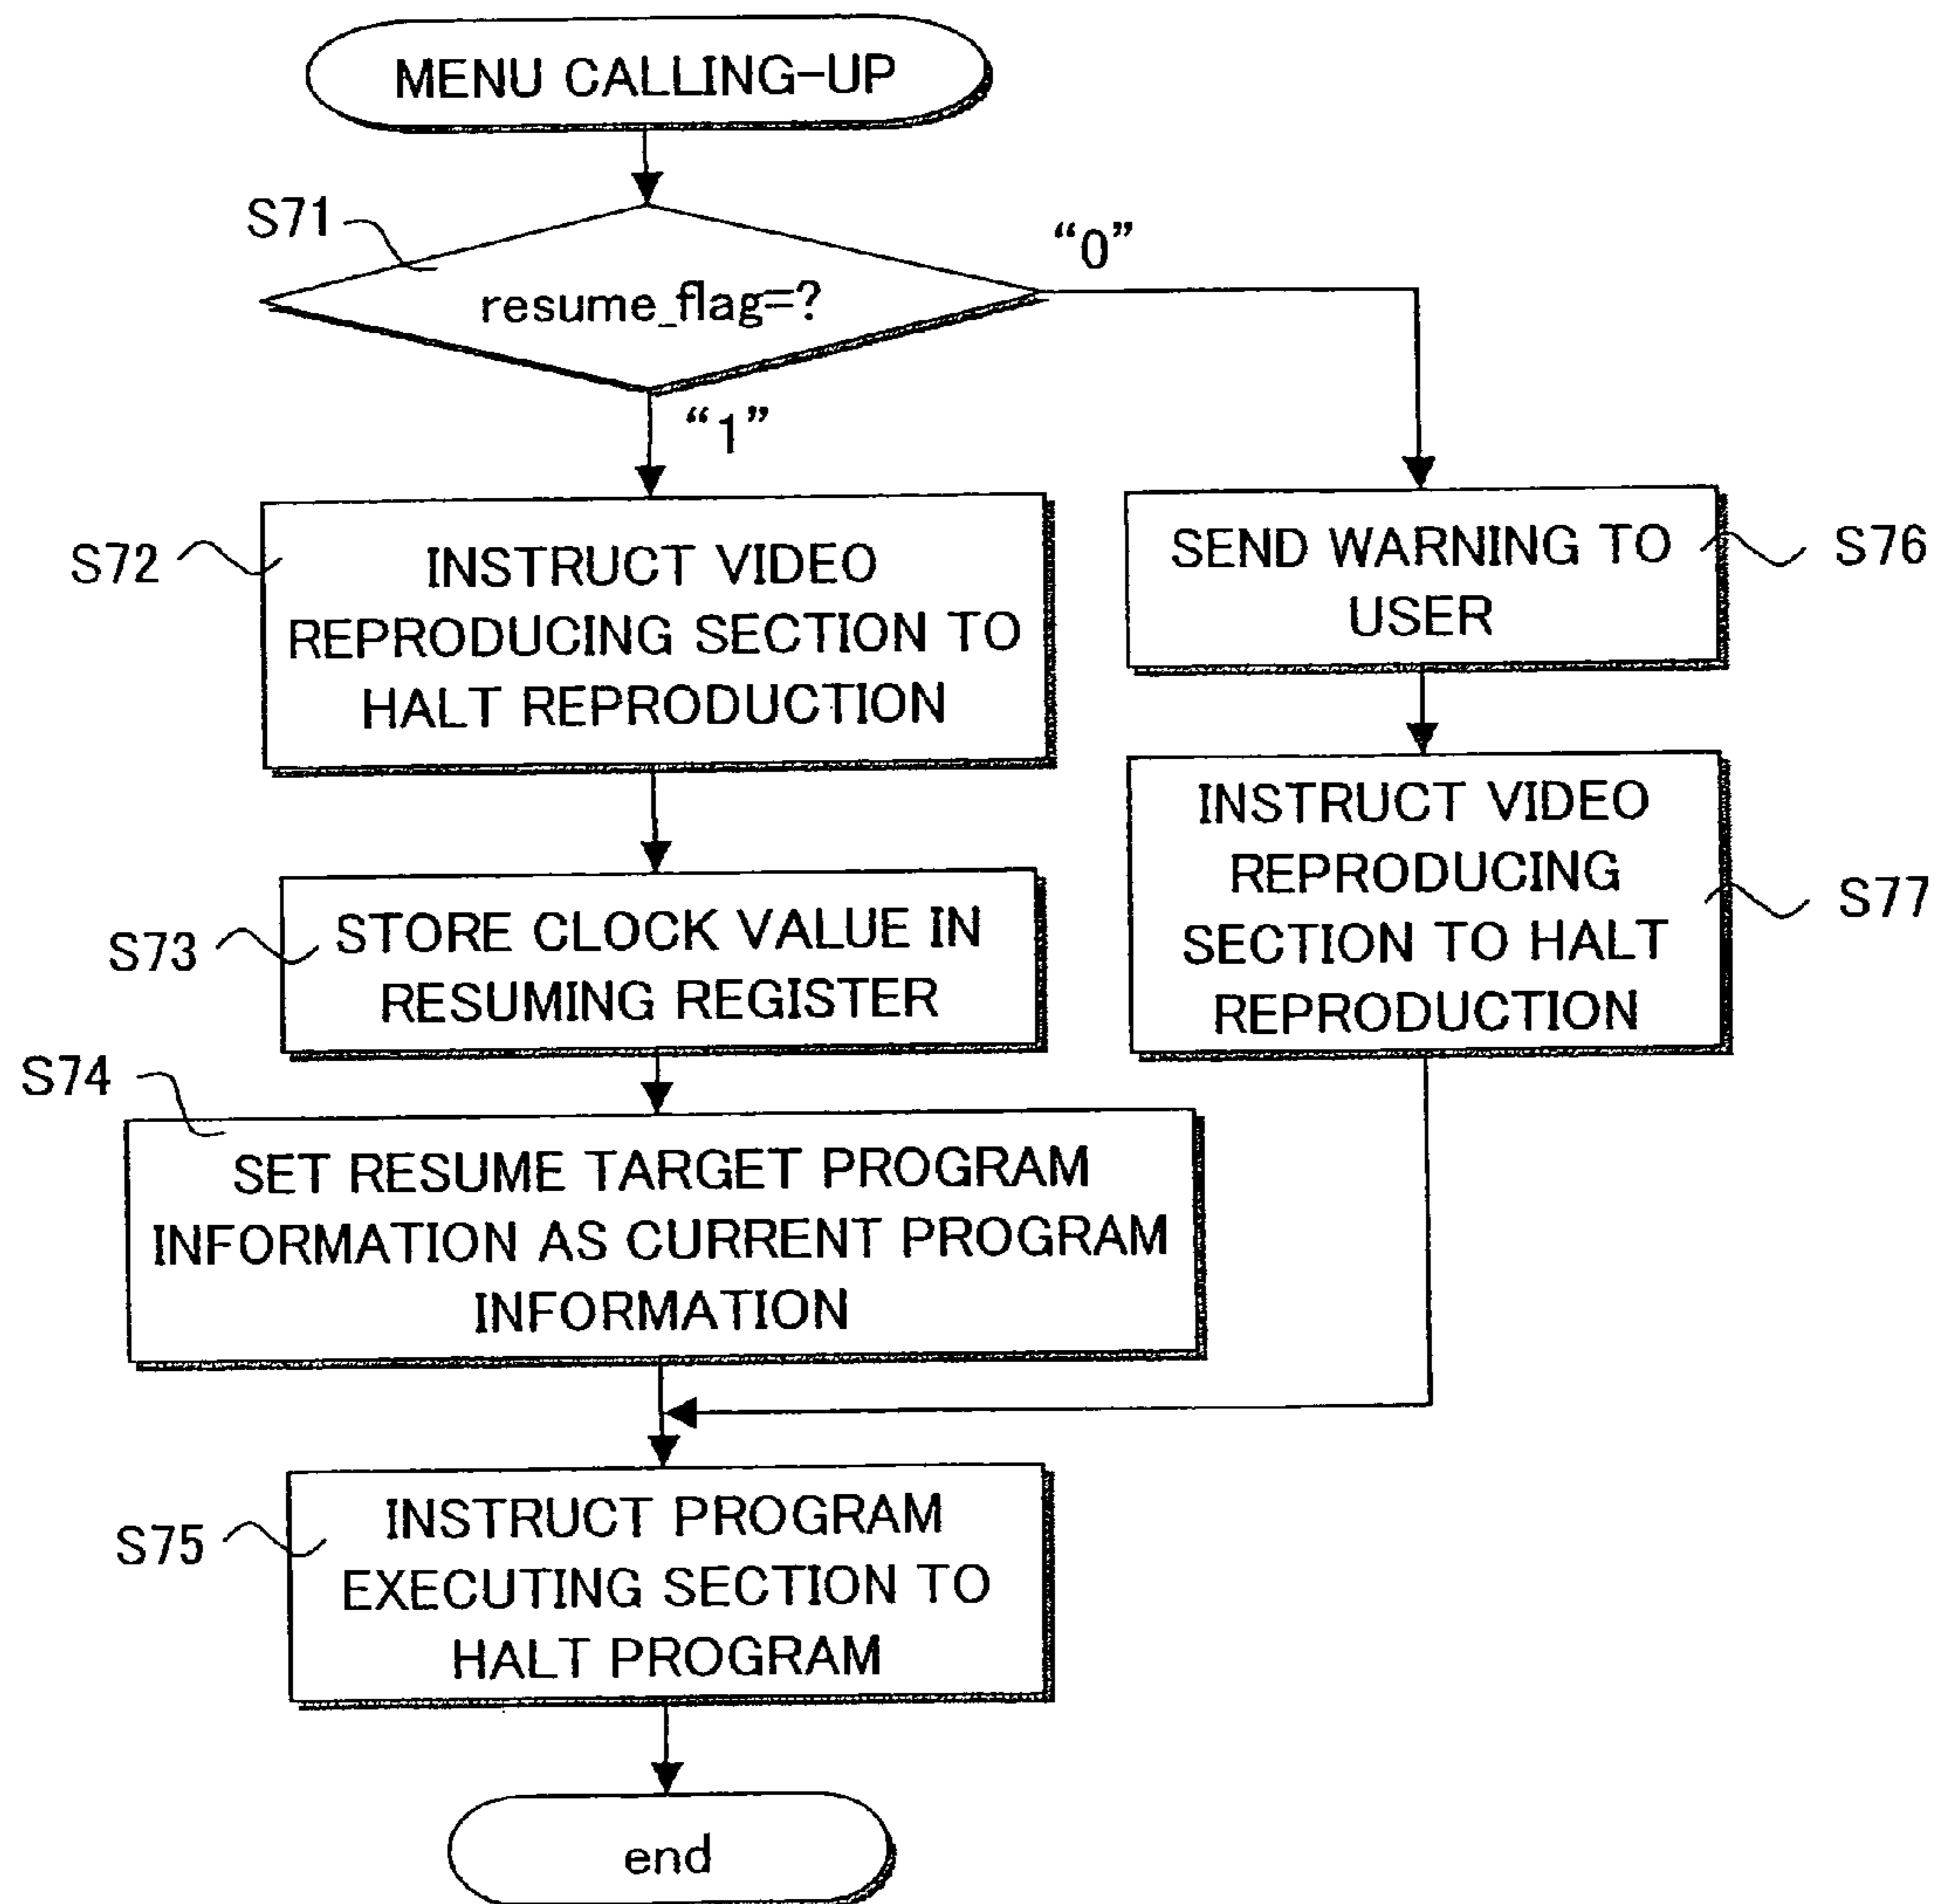 MENU CALLING-UP
S71
resume_flag=?
“0”
“1”
S72
INSTRUCT VIDEO
REPRODUCING SECTION TO
HALT REPRODUCTION
SEND WARNING TO
USER
S76
S73
STORE CLOCK VALUE IN
RESUMING REGISTER
INSTRUCT VIDEO
REPRODUCING
SECTION TO HALT
REPRODUCTION
S77
S74
SET RESUME TARGET PROGRAM
INFORMATION AS CURRENT PROGRAM
INFORMATION
S75
INSTRUCT PROGRAM
EXECUTING SECTION TO
HALT PROGRAM
end